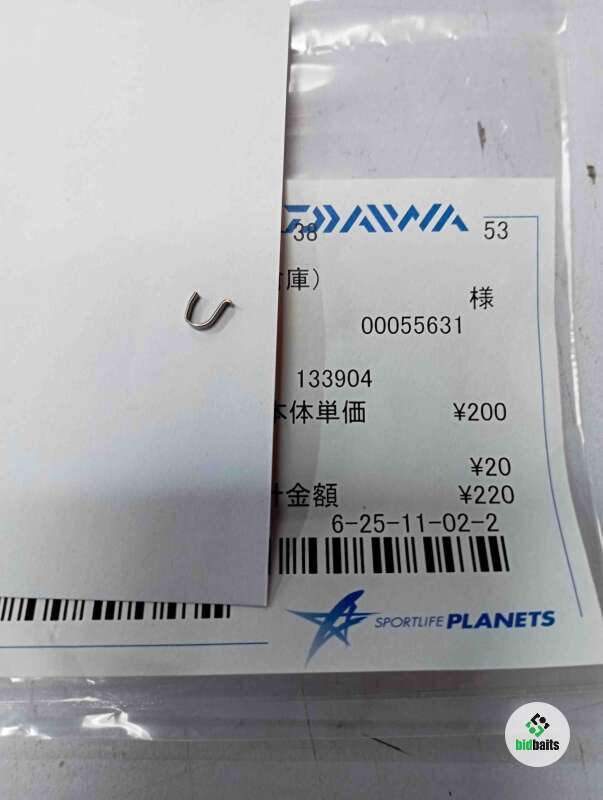 DAIWA
38 53
庫)
様
00055631
133904
本体単価 ¥200
¥20
計金額 ¥220
6-25-11-02-2
SPORTLIFE PLANETS
bidbaits